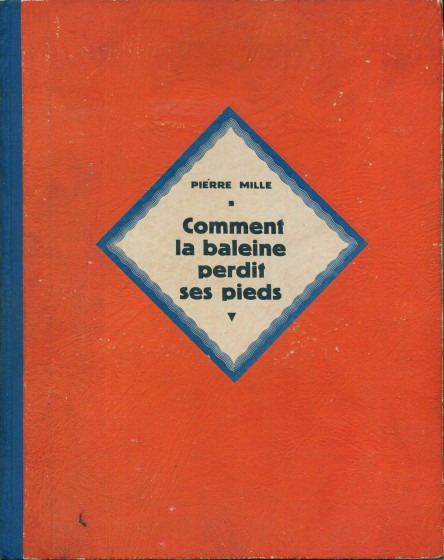 PIERRE MILLE
Comment
la baleine
perdit
ses pieds